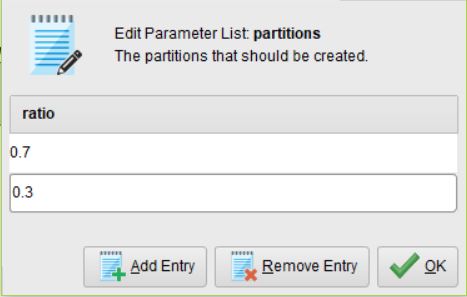 Edit Parameter List: partitions
The partitions that should be created.
ratio
0.7
0.3
Add Entry Remove Entry OK